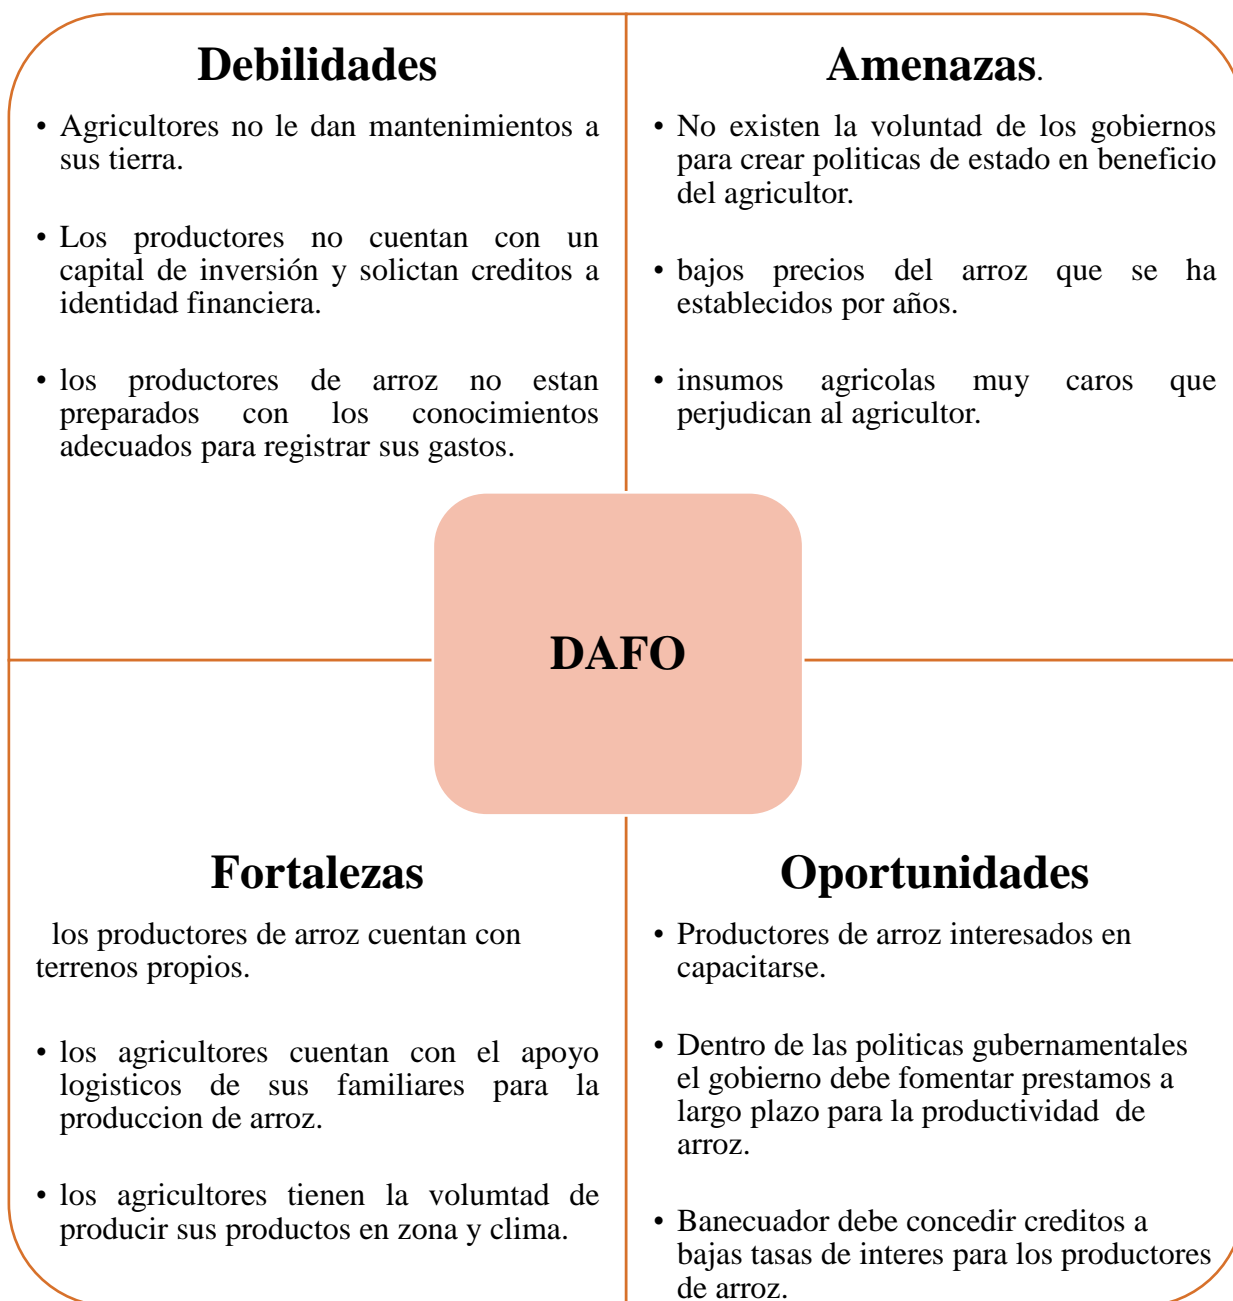 Debilidades
• Agricultores no le dan mantenimientos a
sus tierra.
• Los productores no cuentan con un
capital de inversión y solictan creditos a
identidad financiera.
• los productores de arroz no estan
preparados con los conocimientos
adecuados para registrar sus gastos.
Amenazas.
• No existen la voluntad de los gobiernos
para crear politicas de estado en beneficio
del agricultor.
• bajos precios del arroz que se ha
establecidos por años.
• insumos agricolas muy caros que
perjudican al agricultor.
DAFO
Fortalezas
los productores de arroz cuentan con
terrenos propios.
• los agricultores cuentan con el apoyo
logisticos de sus familiares para la
produccion de arroz.
• los agricultores tienen la volumtad de
producir sus productos en zona y clima.
Oportunidades
• Productores de arroz interesados en
capacitarse.
• Dentro de las politicas gubernamentales
el gobierno debe fomentar prestamos a
largo plazo para la productividad de
arroz.
• Banecuador debe concedir creditos a
bajas tasas de interes para los productores
de arroz.